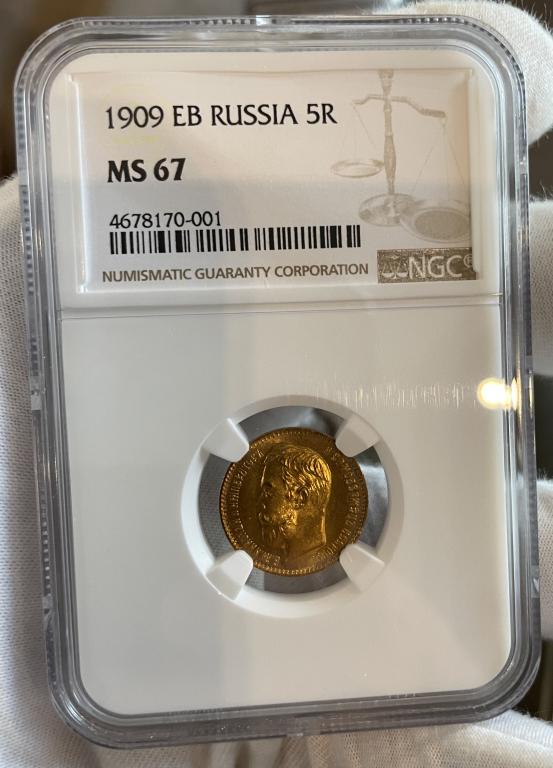 1909 EB RUSSIA 5R
MS 67
4678170-001
NUMISMATIC GUARANTY CORPORATION
NGC®